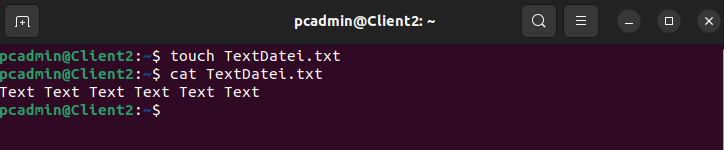 pcadmin@Client2: ~
pcadmin@Client2:~$ touch TextDatei.txt
pcadmin@Client2:~$ cat TextDatei.txt
Text Text Text Text Text Text
pcadmin@Client2:~$